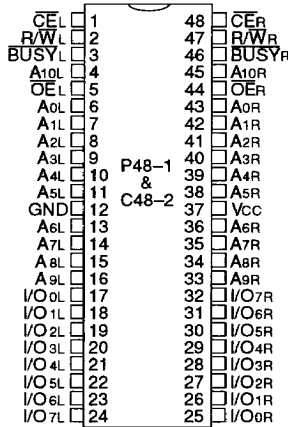 CEL 1 48 CER
R/WL 2 47 R/WR
BUSYL 3 46 BUSYR
A10L 4 45 A10R
OEL 5 44 OER
A0L 6 43 A0R
A1L 7 42 A1R
A2L 8 41 A2R
A3L 9 40 A3R
P48-1
A4L 10 39 A4R
&
A5L 11 38 A5R
C48-2
GND 12 37 VCC
A6L 13 36 A6R
A7L 14 35 A7R
A8L 15 34 A8R
A9L 16 33 A9R
I/O0L 17 32 I/O7R
I/O1L 18 31 I/O6R
I/O2L 19 30 I/O5R
I/O3L 20 29 I/O4R
I/O4L 21 28 I/O3R
I/O5L 22 27 I/O2R
I/O6L 23 26 I/O1R
I/O7L 24 25 I/O0R